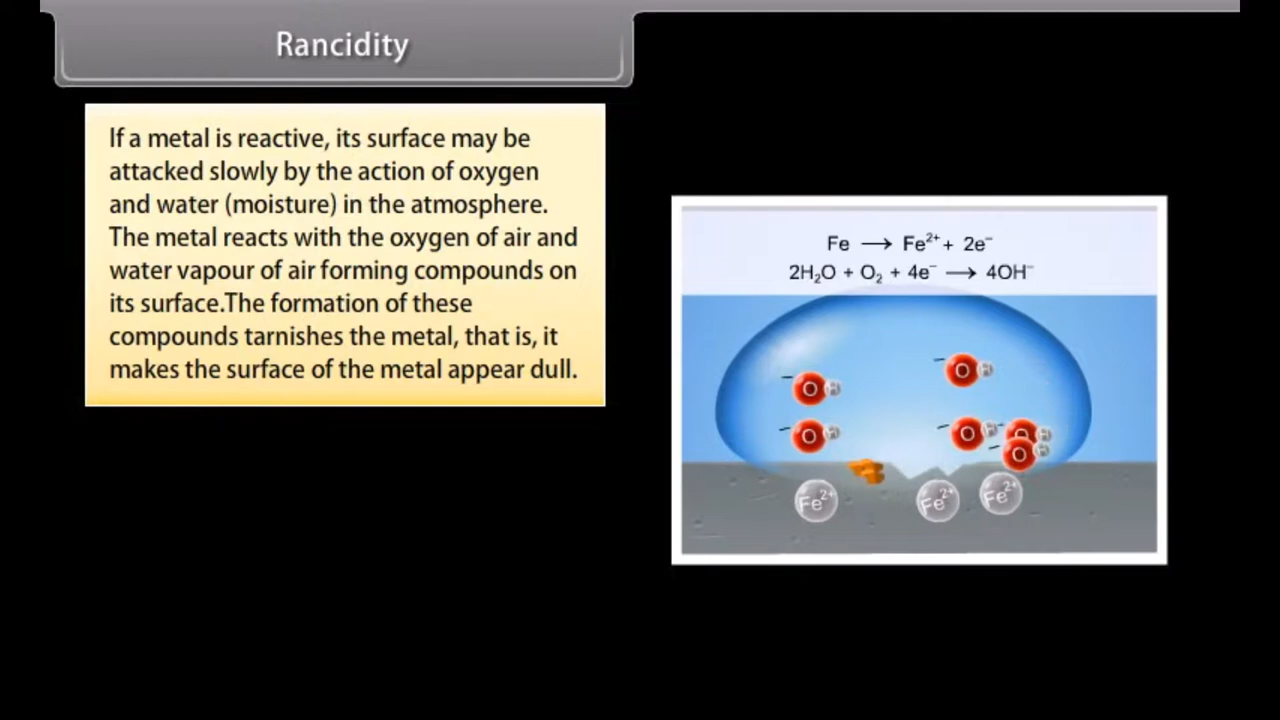 Rancidity
If a metal is reactive, its surface may be
attacked slowly by the action of oxygen
and water (moisture) in the atmosphere.
The metal reacts with the oxygen of air and
water vapour of air forming compounds on
its surface.The formation of these
compounds tarnishes the metal, that is, it
makes the surface of the metal appear dull.
Fe → Fe²⁺ + 2e⁻
2H₂O + O₂ + 4e⁻ → 4OH⁻
⁻ O H
⁻ O H
⁻ O H
⁻ O H
⁻ O H
⁻ O H
Fe²⁺ Fe²⁺ Fe²⁺